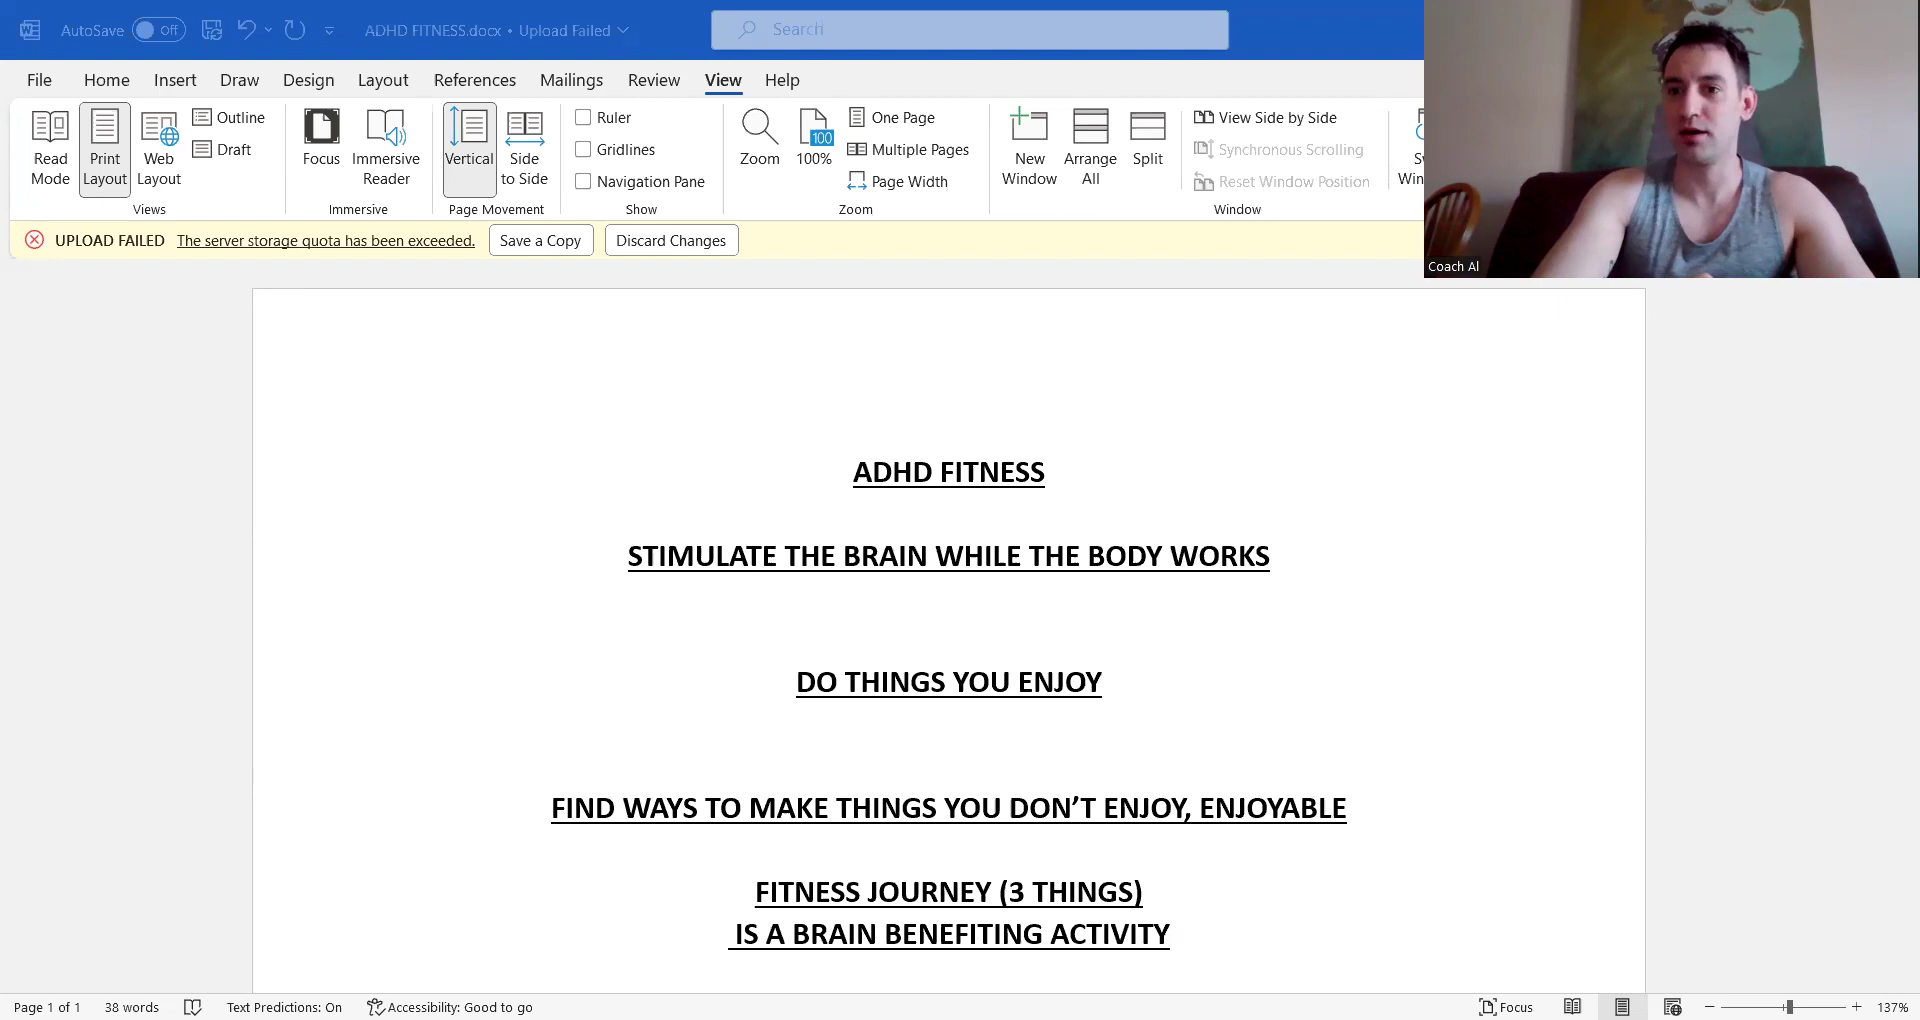 AutoSave Off ADHD FITNESS.docx • Upload Failed Search
File Home Insert Draw Design Layout References Mailings Review View Help
Read Mode
Print Layout
Web Layout
Outline
Draft
Views
Focus
Immersive Reader
Immersive
Vertical
Side to Side
Page Movement
Ruler
Gridlines
Navigation Pane
Show
Zoom
100
100%
One Page
Multiple Pages
Page Width
Zoom
New Window
Arrange All
Split
View Side by Side
Synchronous Scrolling
Reset Window Position
Window
UPLOAD FAILED The server storage quota has been exceeded. Save a Copy Discard Changes
Coach Al
ADHD FITNESS
STIMULATE THE BRAIN WHILE THE BODY WORKS
DO THINGS YOU ENJOY
FIND WAYS TO MAKE THINGS YOU DON’T ENJOY, ENJOYABLE
FITNESS JOURNEY (3 THINGS)
IS A BRAIN BENEFITING ACTIVITY
Page 1 of 1 38 words Text Predictions: On Accessibility: Good to go Focus 137%